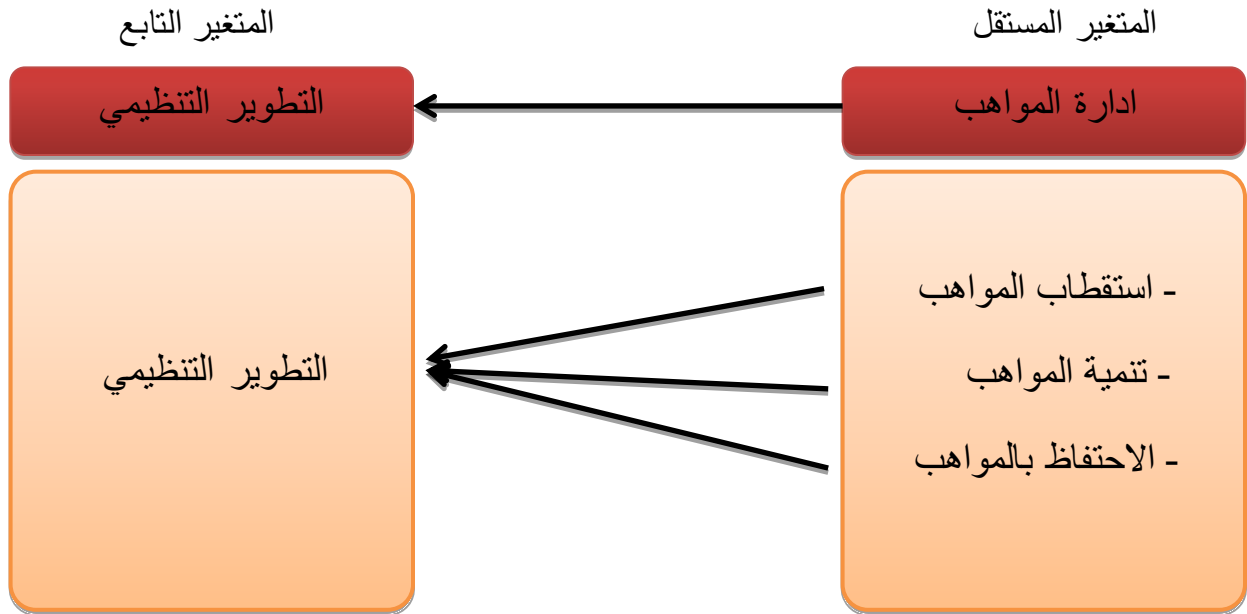 المتغير المستقل
المتغير التابع
ادارة المواهب
التطوير التنظيمي
- استقطاب المواهب
- تنمية المواهب
- الاحتفاظ بالمواهب
التطوير التنظيمي